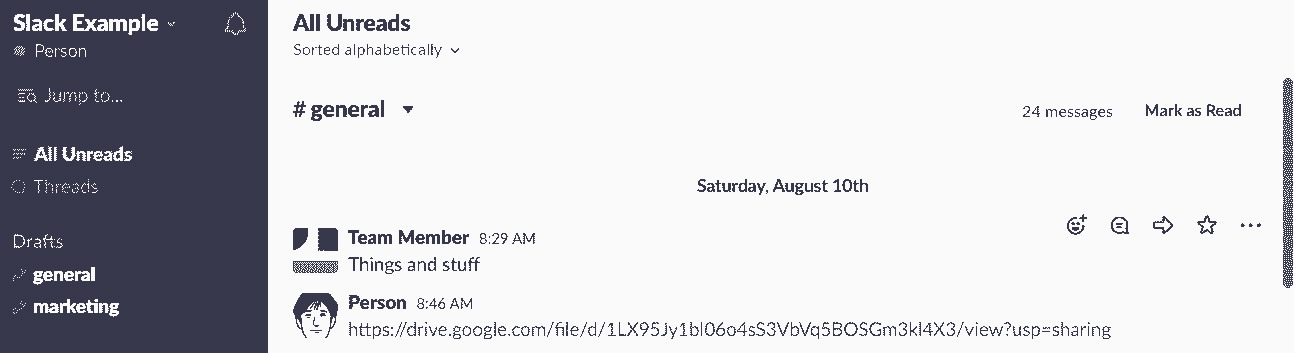 Slack Example
Person
Jump to...
All Unreads
Threads
Drafts
general
marketing
All Unreads
Sorted alphabetically
# general
24 messages Mark as Read
Saturday, August 10th
Team Member 8:29 AM
Things and stuff
Person 8:46 AM
https://drive.google.com/file/d/1LX95Jy1bl06o4sS3VbVq5BOSGm3kl4X3/view?usp=sharing